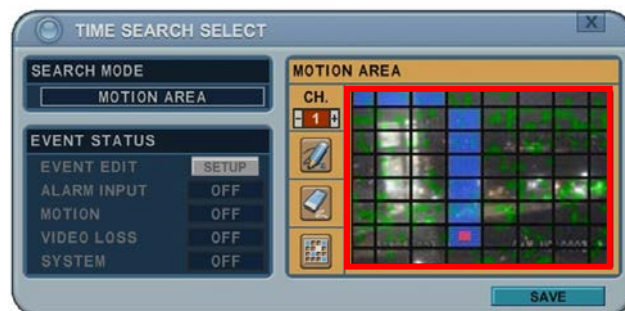 TIME SEARCH SELECT
X
SEARCH MODE
MOTION AREA
EVENT STATUS
EVENT EDIT SETUP
ALARM INPUT OFF
MOTION OFF
VIDEO LOSS OFF
SYSTEM OFF
MOTION AREA
CH.
- 1 +
SAVE